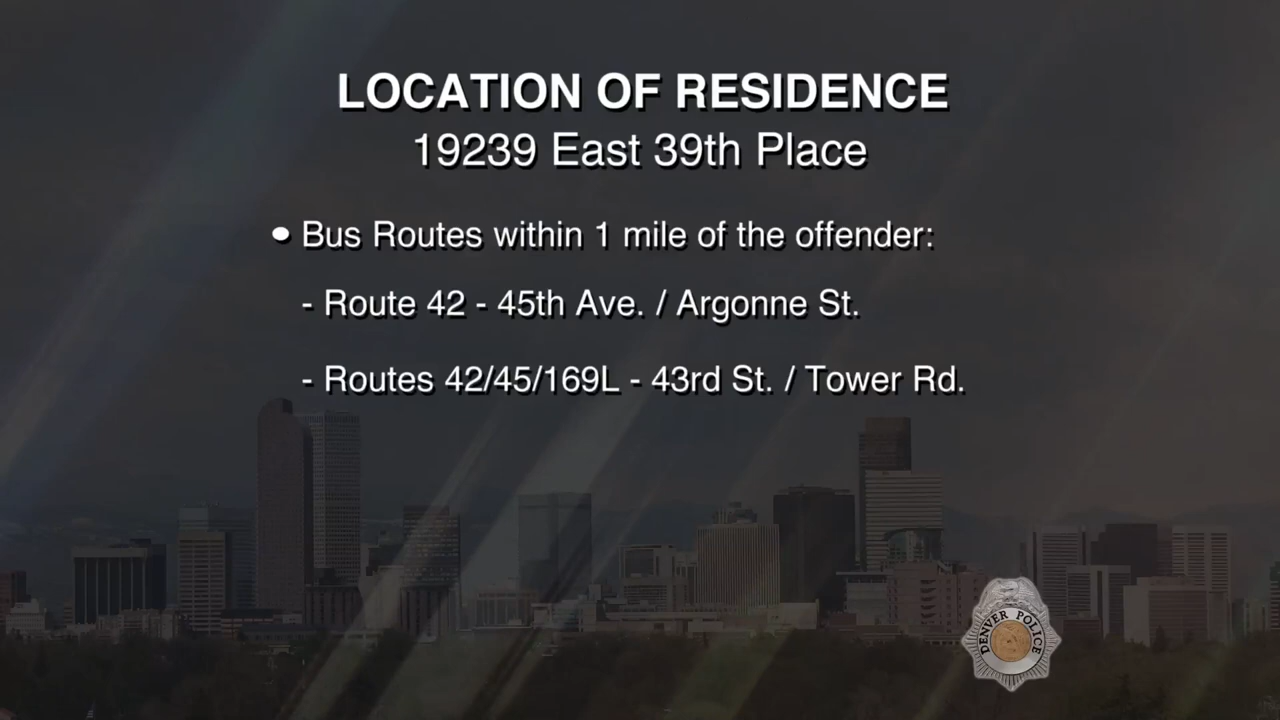 LOCATION OF RESIDENCE
19239 East 39th Place
• Bus Routes within 1 mile of the offender:
- Route 42 - 45th Ave. / Argonne St.
- Routes 42/45/169L - 43rd St. / Tower Rd.
DENVER POLICE